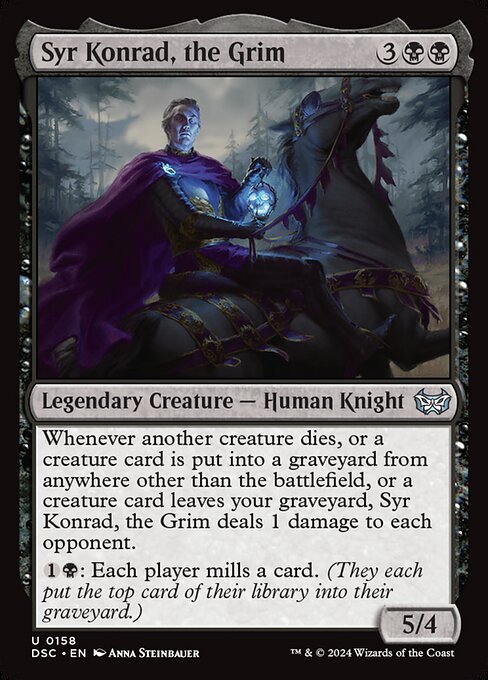 Syr Konrad, the Grim 3
Legendary Creature — Human Knight
Whenever another creature dies, or a
creature card is put into a graveyard from
anywhere other than the battlefield, or a
creature card leaves your graveyard, Syr
Konrad, the Grim deals 1 damage to each
opponent.
1: Each player mills a card. (They each
put the top card of their library into their
graveyard.)
5/4
U 0158
DSC • EN Anna Steinbauer
™ & © 2024 Wizards of the Coast